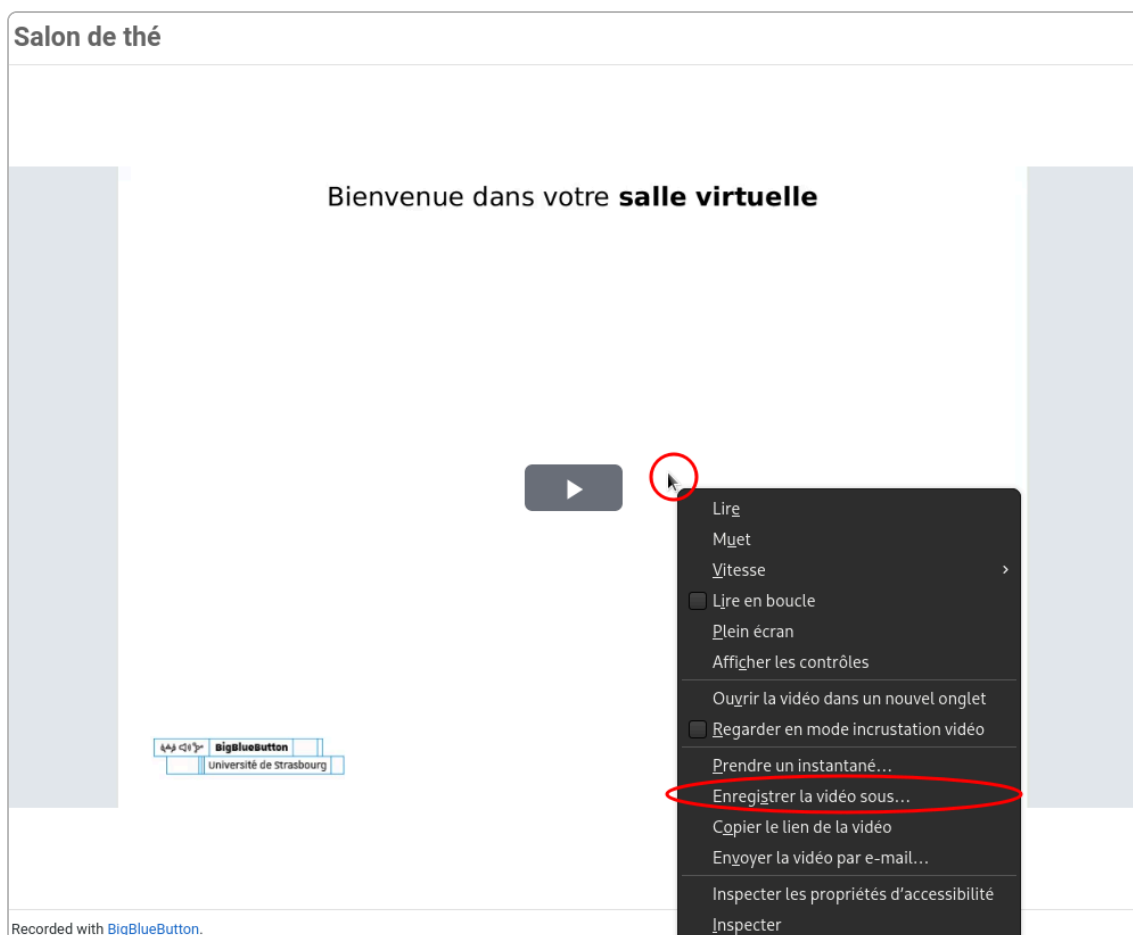 Salon de thé
Bienvenue dans votre salle virtuelle
Lire
Muet
Vitesse
Lire en boucle
Plein écran
Afficher les contrôles
Ouvrir la vidéo dans un nouvel onglet
Regarder en mode incrustation vidéo
Prendre un instantané…
Enregistrer la vidéo sous…
Copier le lien de la vidéo
Envoyer la vidéo par e-mail…
Inspecter les propriétés d’accessibilité
Inspecter
BigBlueButton
Université de Strasbourg
Recorded with BigBlueButton.